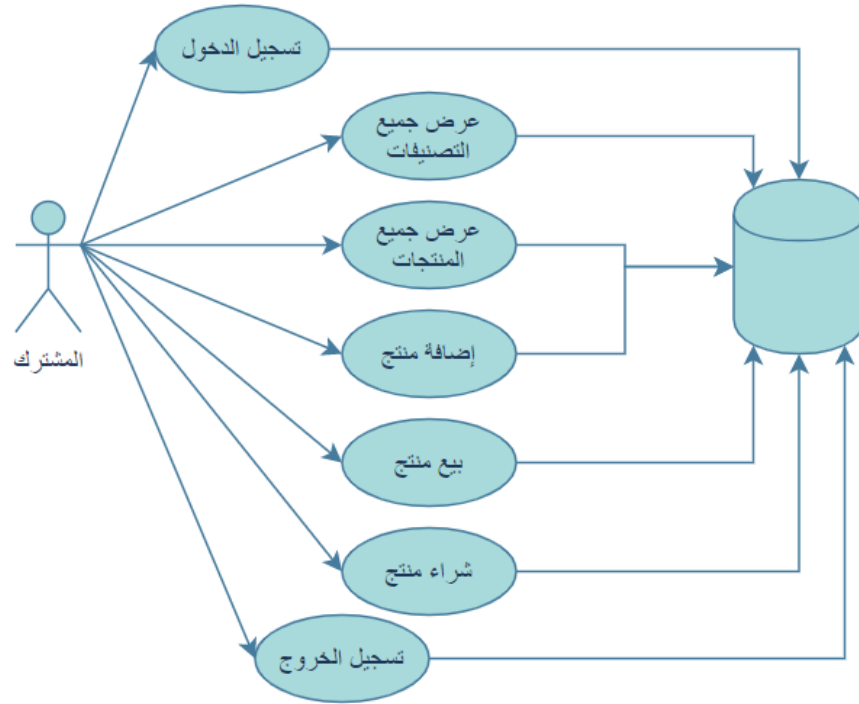 تسجيل الدخول
عرض جميع
التصنيفات
عرض جميع
المنتجات
إضافة منتج
المشترك
بيع منتج
شراء منتج
تسجيل الخروج